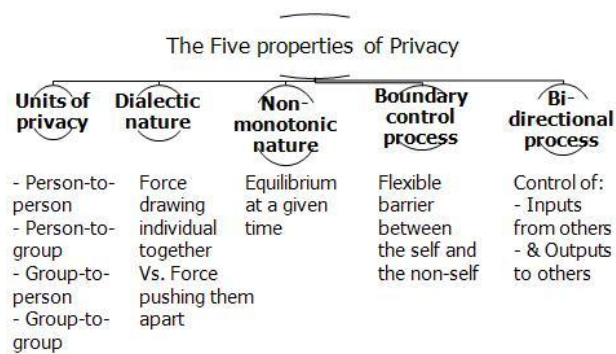 The Five properties of Privacy
Units of
privacy
- Person-to-
person
- Person-to-
group
- Group-to-
person
- Group-to-
group
Dialectic
nature
Force
drawing
individual
together
Vs. Force
pushing them
apart
Non-
monotonic
nature
Equilibrium
at a given
time
Boundary
control
process
Flexible
barrier
between
the self and
the non-self
Bi-
directional
process
Control of:
- Inputs
from others
- & Outputs
to others